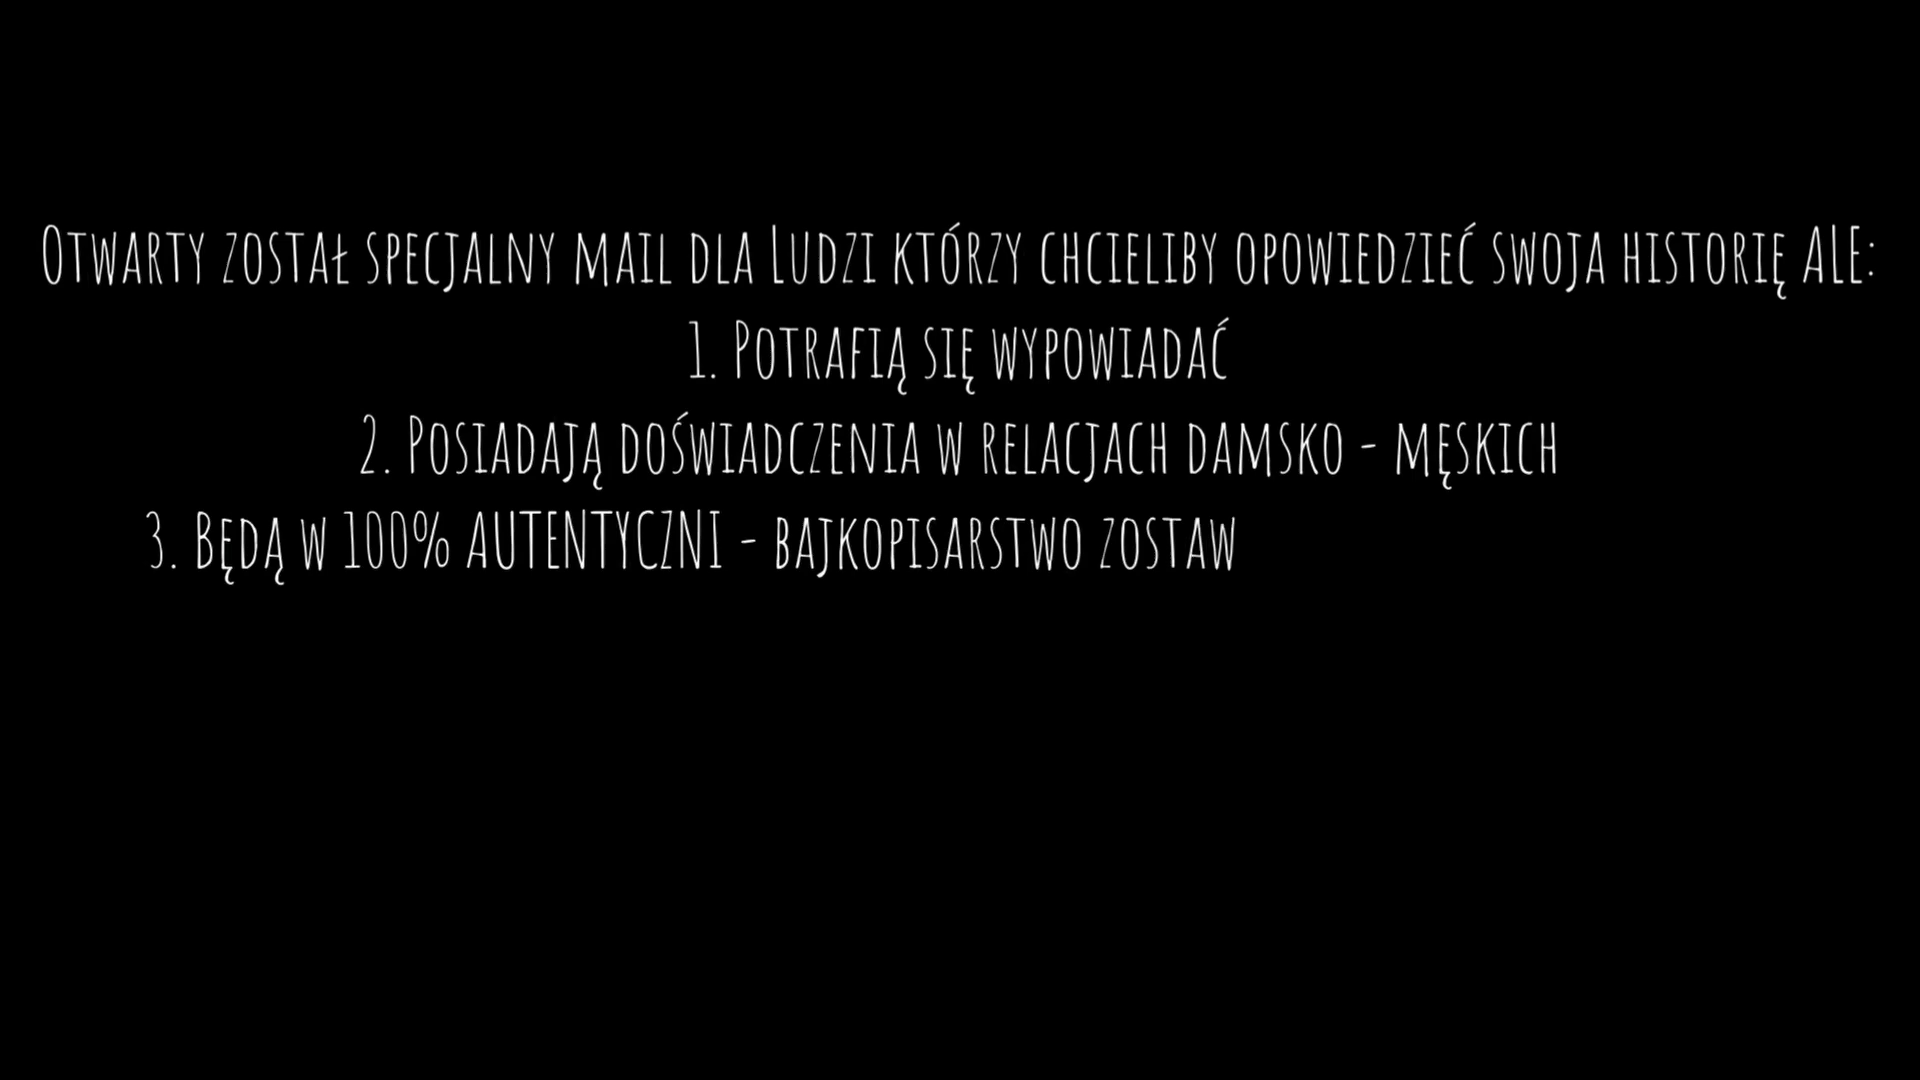 Otwarty został specjalny mail dla Ludzi którzy chcieliby opowiedzieć swoja historię ALE:
1. Potrafią się wypowiadać
2. Posiadają doświadczenia w relacjach damsko - męskich
3. Będą w 100% AUTENTYCZNI - bajkopisarstwo zostaw